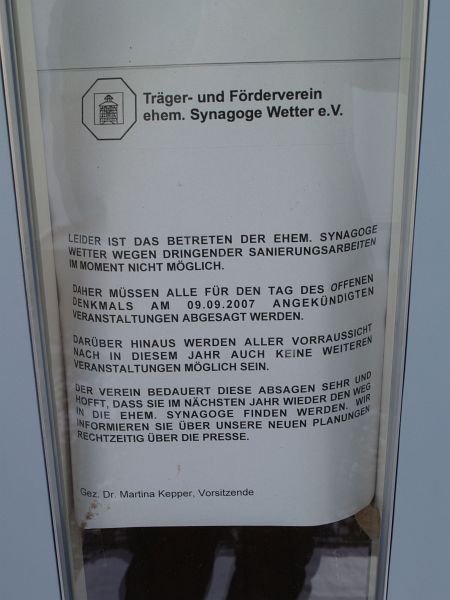 Träger- und Förderverein
ehem. Synagoge Wetter e.V.
LEIDER IST DAS BETRETEN DER EHEM. SYNAGOGE
WETTER WEGEN DRINGENDER SANIERUNGSARBEITEN
IM MOMENT NICHT MÖGLICH.
DAHER MÜSSEN ALLE FÜR DEN TAG DES OFFENEN
DENKMALS AM 09.09.2007 ANGEKÜNDIGTEN
VERANSTALTUNGEN ABGESAGT WERDEN.
DARÜBER HINAUS WERDEN ALLER VORRAUSSICHT
NACH IN DIESEM JAHR AUCH KEINE WEITEREN
VERANSTALTUNGEN MÖGLICH SEIN.
DER VEREIN BEDAUERT DIESE ABSAGEN SEHR UND
HOFFT, DASS SIE IM NÄCHSTEN JAHR WIEDER DEN WEG
IN DIE EHEM. SYNAGOGE FINDEN WERDEN. WIR
INFORMIEREN SIE ÜBER UNSERE NEUEN PLANUNGEN
RECHTZEITIG ÜBER DIE PRESSE.
Gez. Dr. Martina Kepper, Vorsitzende